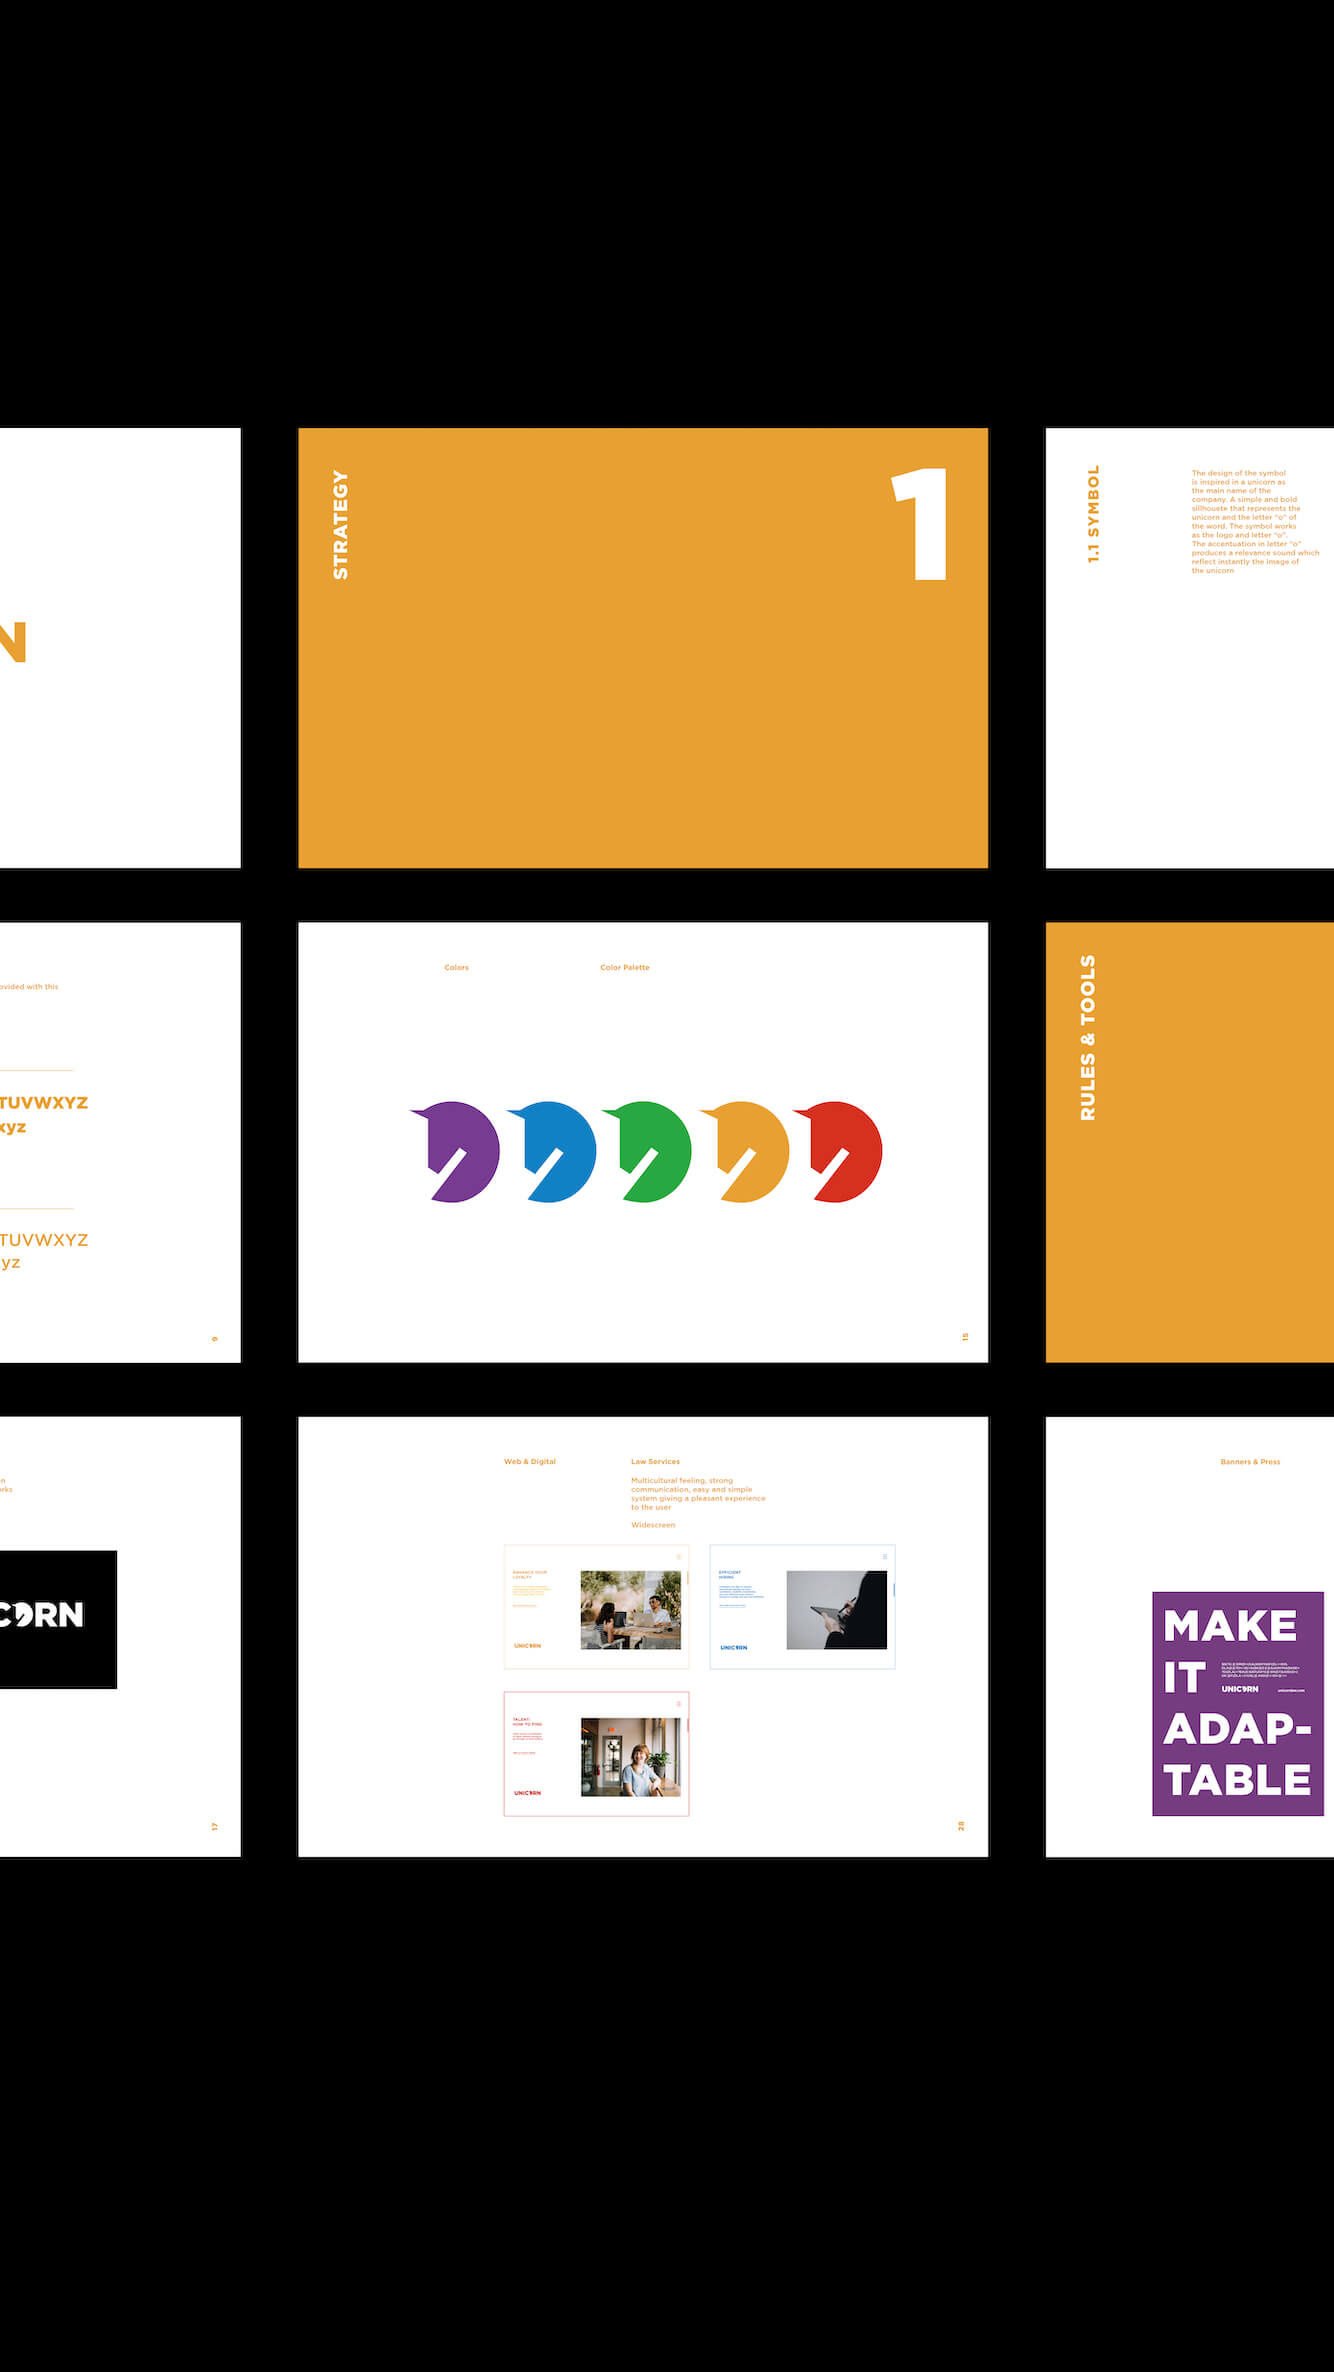 N
STRATEGY
1
1.1 SYMBOL
The design of the symbol
is inspired in a unicorn as
the main name of the
company. A simple and bold
sillhouete that represents the
unicorn and the letter "o" of
the word. The symbol works
as the logo and letter "o".
The accentuation in letter "o"
produces a relevance sound which
reflect instantly the image of
the unicorn
ovided with this
TUVWXYZ
xyz
TUVWXYZ
yz
9
Colors
Color Palette
15
RULES & TOOLS
n
orks
CORN
17
Web & Digital
Law Services
Multicultural feeling, strong
communication, easy and simple
system giving a pleasant experience
to the user
Widescreen
ENHANCE YOUR
LOYALTY
UNICORN
EFFICIENT
HIRING
UNICORN
TALENT:
HOW TO FIND
UNICORN
28
Banners & Press
MAKE
IT
UNICORN
ADAP-
TABLE